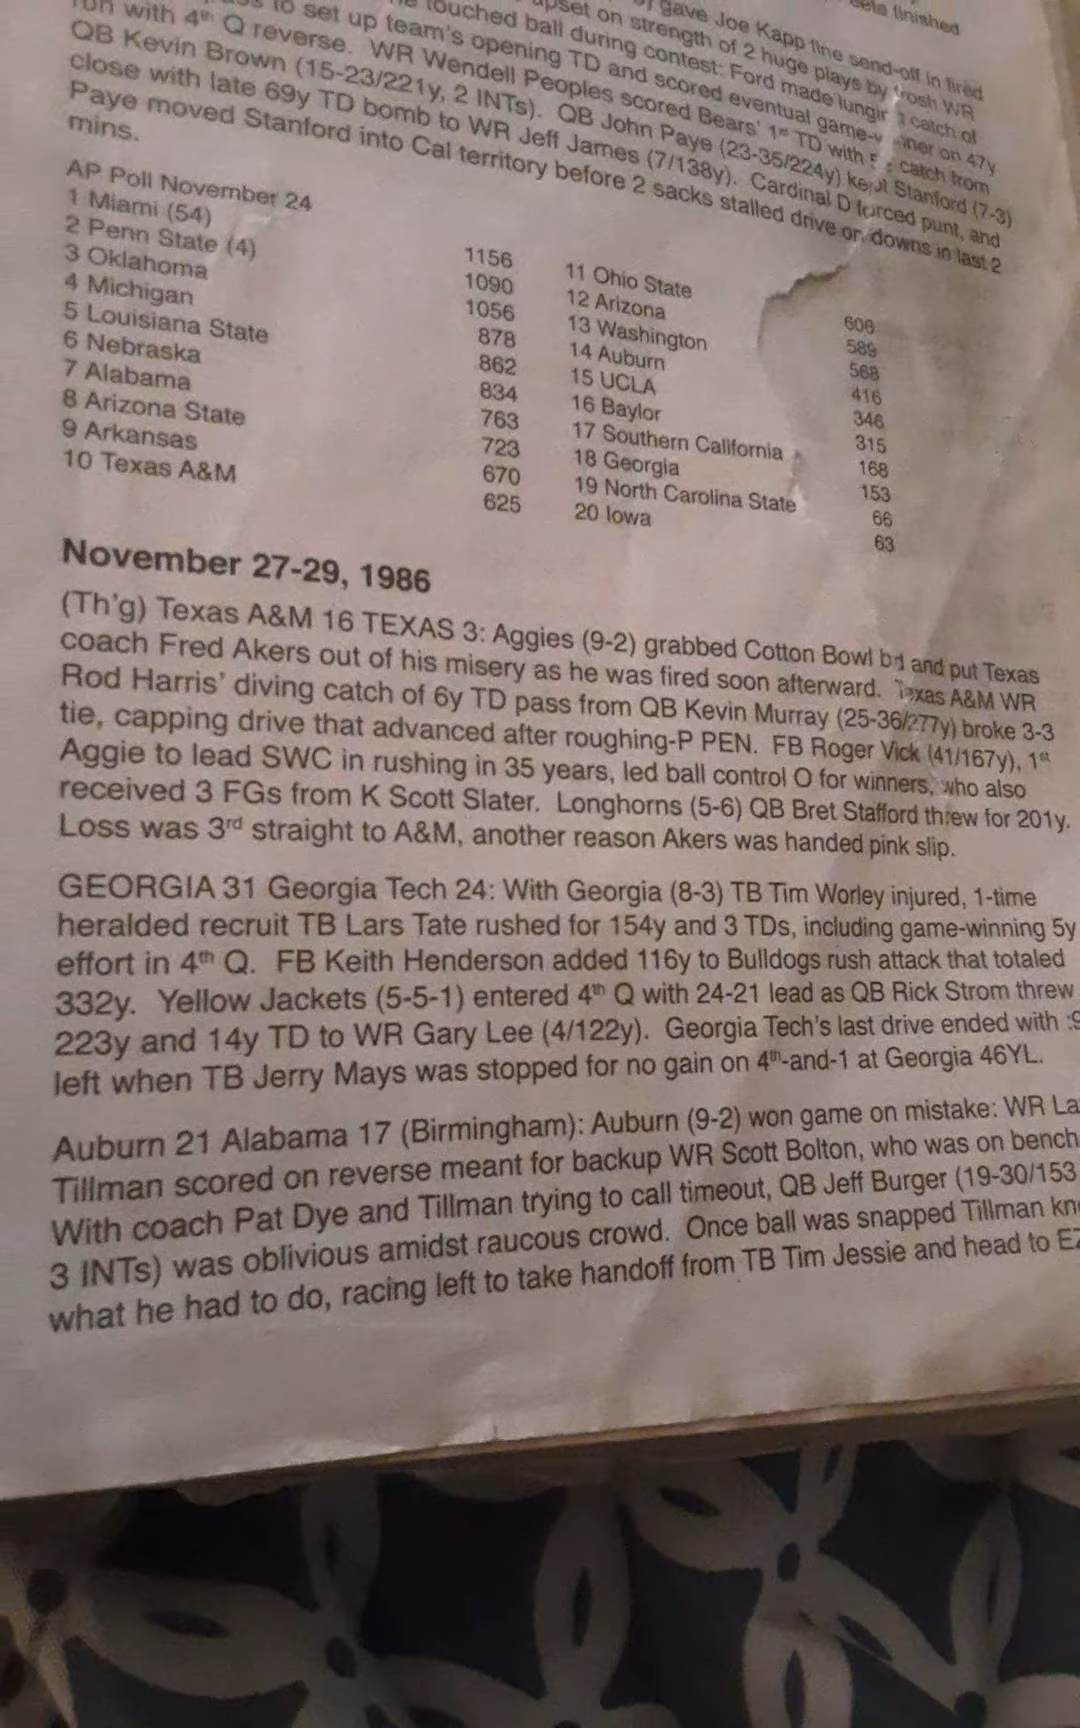 gave Joe Kapp fine send-off in fired
finished
upset on strength of 2 huge plays by frosh WR
touched ball during contest: Ford made lunging catch of
to set up team's opening TD and scored eventual game-winner on 47y
run with 4th Q reverse. WR Wendell Peoples scored Bears' 1st TD with catch from
QB Kevin Brown (15-23/221y, 2 INTs). QB John Paye (23-35/224y) kept Stanford (7-3)
close with late 69y TD bomb to WR Jeff James (7/138y). Cardinal D forced punt, and
Paye moved Stanford into Cal territory before 2 sacks stalled drive on downs in last 2
mins.
AP Poll November 24
1 Miami (54) 1156 11 Ohio State 606
2 Penn State (4) 1090 12 Arizona 589
3 Oklahoma 1056 13 Washington 568
4 Michigan 878 14 Auburn 416
5 Louisiana State 862 15 UCLA 346
6 Nebraska 834 16 Baylor 315
7 Alabama 763 17 Southern California 168
8 Arizona State 723 18 Georgia 153
9 Arkansas 670 19 North Carolina State 66
10 Texas A&M 625 20 Iowa 63
November 27-29, 1986
(Th'g) Texas A&M 16 TEXAS 3: Aggies (9-2) grabbed Cotton Bowl bid and put Texas
coach Fred Akers out of his misery as he was fired soon afterward. Texas A&M WR
Rod Harris' diving catch of 6y TD pass from QB Kevin Murray (25-36/277y) broke 3-3
tie, capping drive that advanced after roughing-P PEN. FB Roger Vick (41/167y), 1st
Aggie to lead SWC in rushing in 35 years, led ball control O for winners, who also
received 3 FGs from K Scott Slater. Longhorns (5-6) QB Bret Stafford threw for 201y.
Loss was 3rd straight to A&M, another reason Akers was handed pink slip.
GEORGIA 31 Georgia Tech 24: With Georgia (8-3) TB Tim Worley injured, 1-time
heralded recruit TB Lars Tate rushed for 154y and 3 TDs, including game-winning 5y
effort in 4th Q. FB Keith Henderson added 116y to Bulldogs rush attack that totaled
332y. Yellow Jackets (5-5-1) entered 4th Q with 24-21 lead as QB Rick Strom threw
223y and 14y TD to WR Gary Lee (4/122y). Georgia Tech's last drive ended with
left when TB Jerry Mays was stopped for no gain on 4th-and-1 at Georgia 46YL.
Auburn 21 Alabama 17 (Birmingham): Auburn (9-2) won game on mistake: WR La
Tillman scored on reverse meant for backup WR Scott Bolton, who was on bench
With coach Pat Dye and Tillman trying to call timeout, QB Jeff Burger (19-30/153
3 INTs) was oblivious amidst raucous crowd. Once ball was snapped Tillman kn
what he had to do, racing left to take handoff from TB Tim Jessie and head to EZ